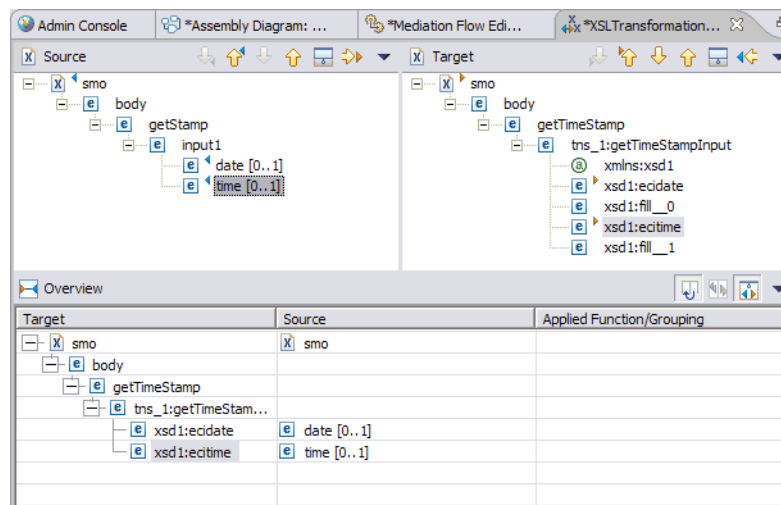 Admin Console
*Assembly Diagram: ...
*Mediation Flow Edi...
*XSLTransformation...
Source
Target
smo
body
getStamp
input1
date [0..1]
time [0..1]
smo
body
getTimeStamp
tns_1:getTimeStampInput
xmlns:xsd1
xsd1:ecidate
xsd1:fill__0
xsd1:ecitime
xsd1:fill__1
Overview
Target Source Applied Function/Grouping
smo smo
body
getTimeStamp
tns_1:getTimeStam...
xsd1:ecidate date [0..1]
xsd1:ecitime time [0..1]